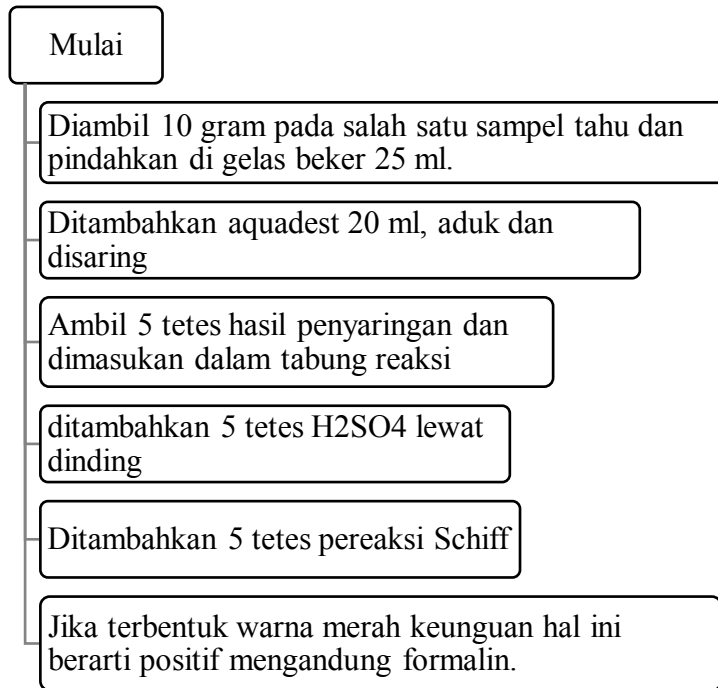 Mulai
Diambil 10 gram pada salah satu sampel tahu dan
pindahkan di gelas beker 25 ml.
Ditambahkan aquadest 20 ml, aduk dan
disaring
Ambil 5 tetes hasil penyaringan dan
dimasukan dalam tabung reaksi
ditambahkan 5 tetes H2SO4 lewat
dinding
Ditambahkan 5 tetes pereaksi Schiff
Jika terbentuk warna merah keunguan hal ini
berarti positif mengandung formalin.